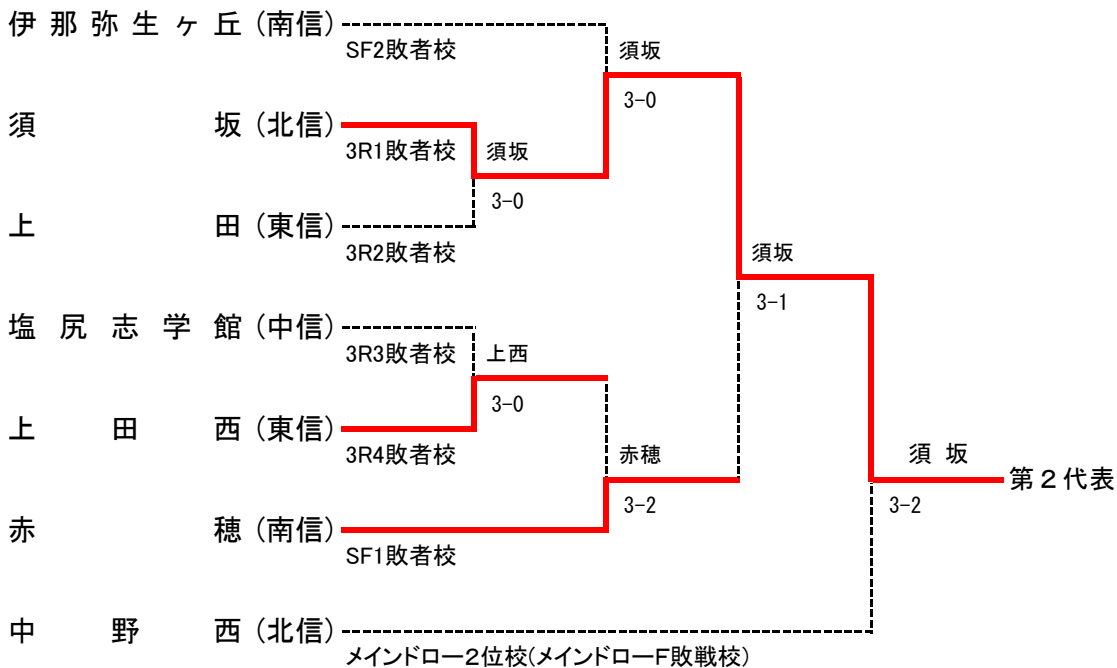 伊那弥生ヶ丘(南信)
SF2敗者校
須坂
3-0
須坂(北信)
3R1敗者校
須坂
3-0
上田(東信)
3R2敗者校
須坂
3-1
塩尻志学館(中信)
3R3敗者校
上西
3-0
上田西(東信)
3R4敗者校
赤穂
3-2
須坂
3-2
第2代表
赤穂(南信)
SF1敗者校
中野西(北信)
メインドロー2位校(メインドローF敗戦校)